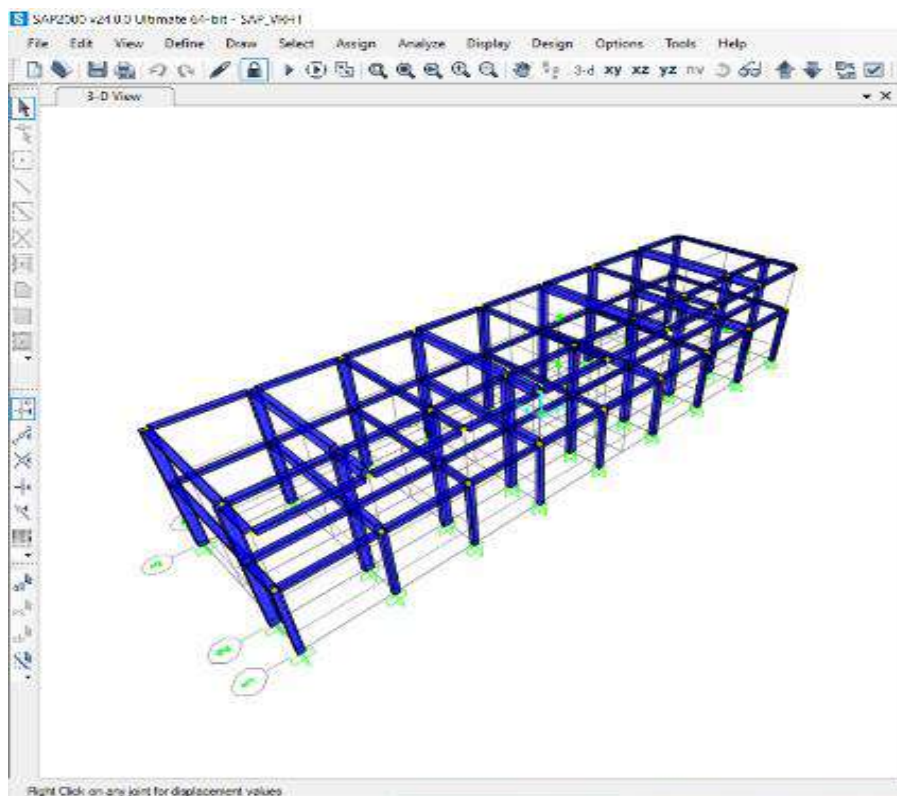 SAP2000 v24.0.0 Ultimate 64-bit - SAP_VRH1
File Edit View Define Draw Select Assign Analyze Display Design Options Tools Help
3-d xy xz yz nv
3-D View
Right Click on any joint for displacement values